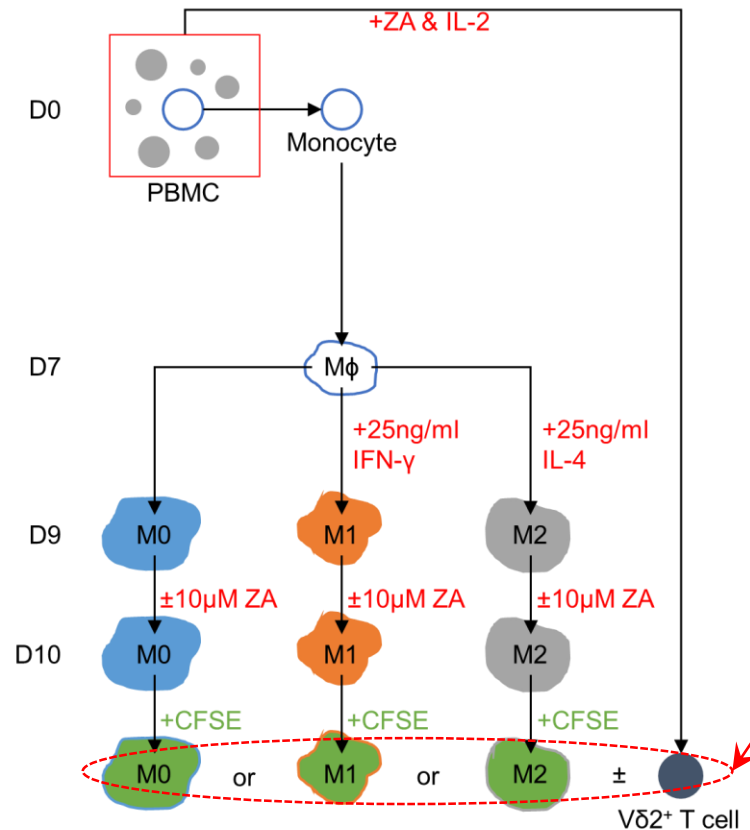 +ZA & IL-2
D0
Monocyte
PBMC
D7
Mϕ
+25ng/ml
IFN-γ
+25ng/ml
IL-4
D9
M0
M1
M2
±10μM ZA
±10μM ZA
±10μM ZA
D10
M0
M1
M2
+CFSE
+CFSE
+CFSE
M0 or M1 or M2 ±
Vδ2⁺ T cell